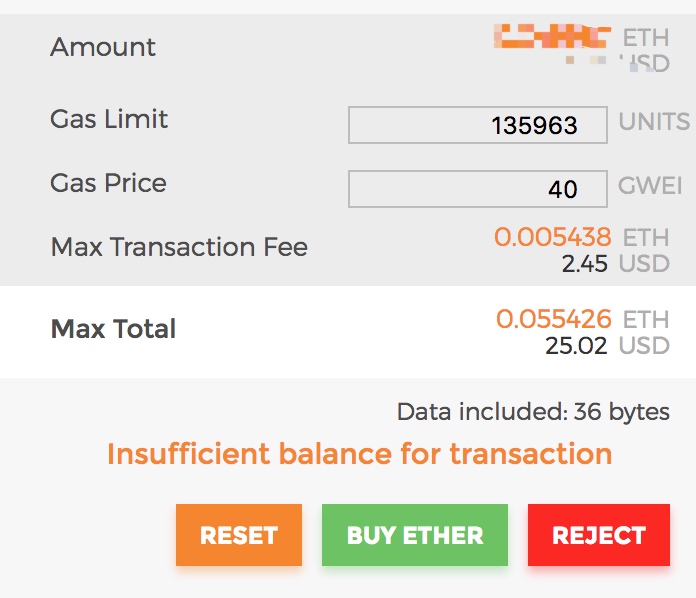 Amount ETH
USD
Gas Limit 135963 UNITS
Gas Price 40 GWEI
Max Transaction Fee 0.005438 ETH
2.45 USD
Max Total 0.055426 ETH
25.02 USD
Data included: 36 bytes
Insufficient balance for transaction
RESET BUY ETHER REJECT